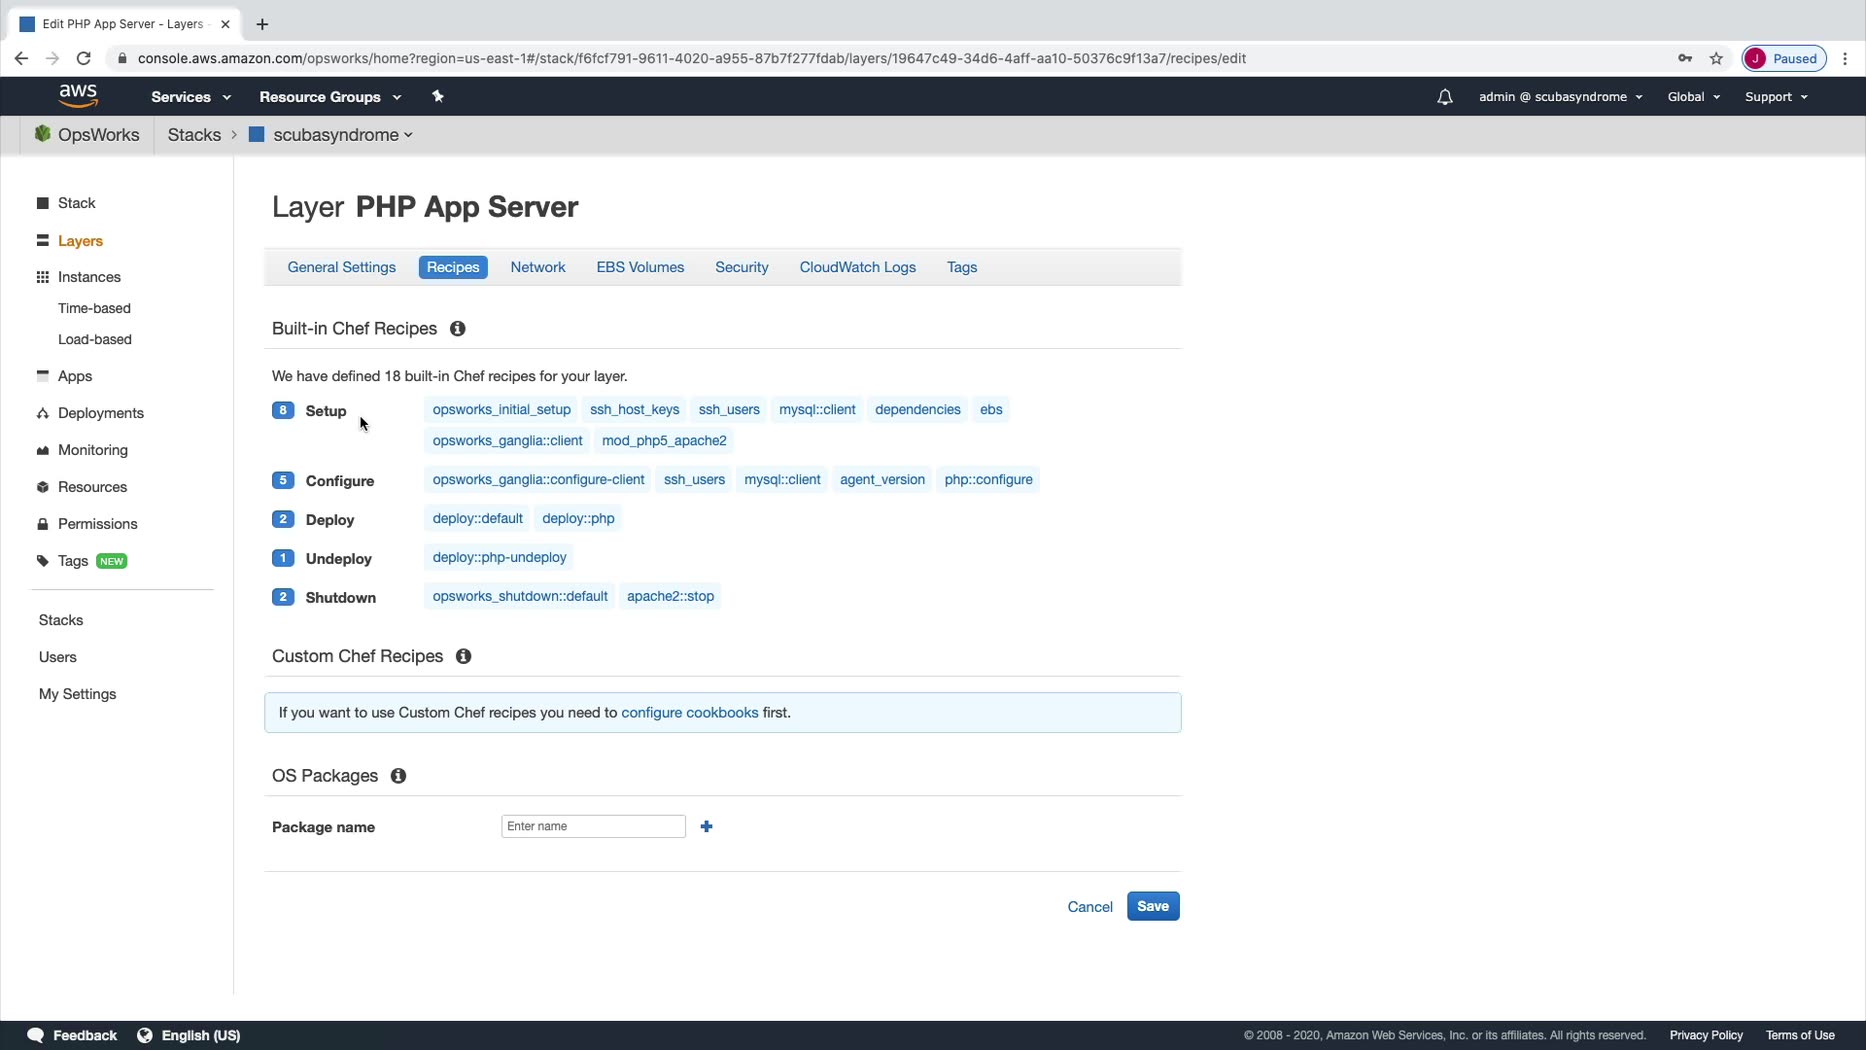 Edit PHP App Server - Layers
console.aws.amazon.com/opsworks/home?region=us-east-1#/stack/f6fcf791-9611-4020-a955-87b7f277fdab/layers/19647c49-34d6-4aff-aa10-50376c9f13a7/recipes/edit
J Paused
aws Services Resource Groups admin @ scubasyndrome Global Support
OpsWorks Stacks > scubasyndrome
Stack
Layers
Instances
Time-based
Load-based
Apps
Deployments
Monitoring
Resources
Permissions
Tags NEW
Stacks
Users
My Settings
Layer PHP App Server
General Settings Recipes Network EBS Volumes Security CloudWatch Logs Tags
Built-in Chef Recipes
We have defined 18 built-in Chef recipes for your layer.
8 Setup opsworks_initial_setup ssh_host_keys ssh_users mysql::client dependencies ebs
opsworks_ganglia::client mod_php5_apache2
5 Configure opsworks_ganglia::configure-client ssh_users mysql::client agent_version php::configure
2 Deploy deploy::default deploy::php
1 Undeploy deploy::php-undeploy
2 Shutdown opsworks_shutdown::default apache2::stop
Custom Chef Recipes
If you want to use Custom Chef recipes you need to configure cookbooks first.
OS Packages
Package name Enter name
Cancel Save
Feedback English (US) © 2008 - 2020, Amazon Web Services, Inc. or its affiliates. All rights reserved. Privacy Policy Terms of Use